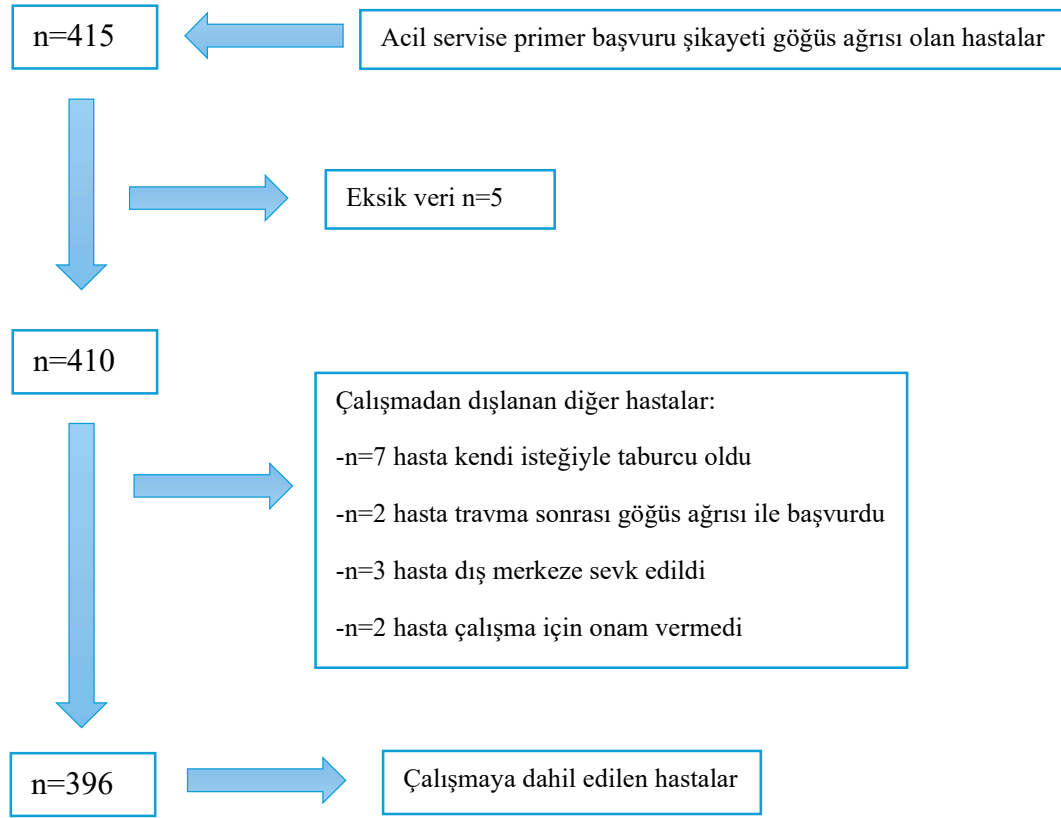 n=415
Acil servise primer başvuru şikayeti göğüs ağrısı olan hastalar
Eksik veri n=5
n=410
Çalışmadan dışlanan diğer hastalar:
-n=7 hasta kendi isteğiyle taburcu oldu
-n=2 hasta travma sonrası göğüs ağrısı ile başvurdu
-n=3 hasta dış merkeze sevk edildi
-n=2 hasta çalışma için onam vermedi
n=396
Çalışmaya dahil edilen hastalar